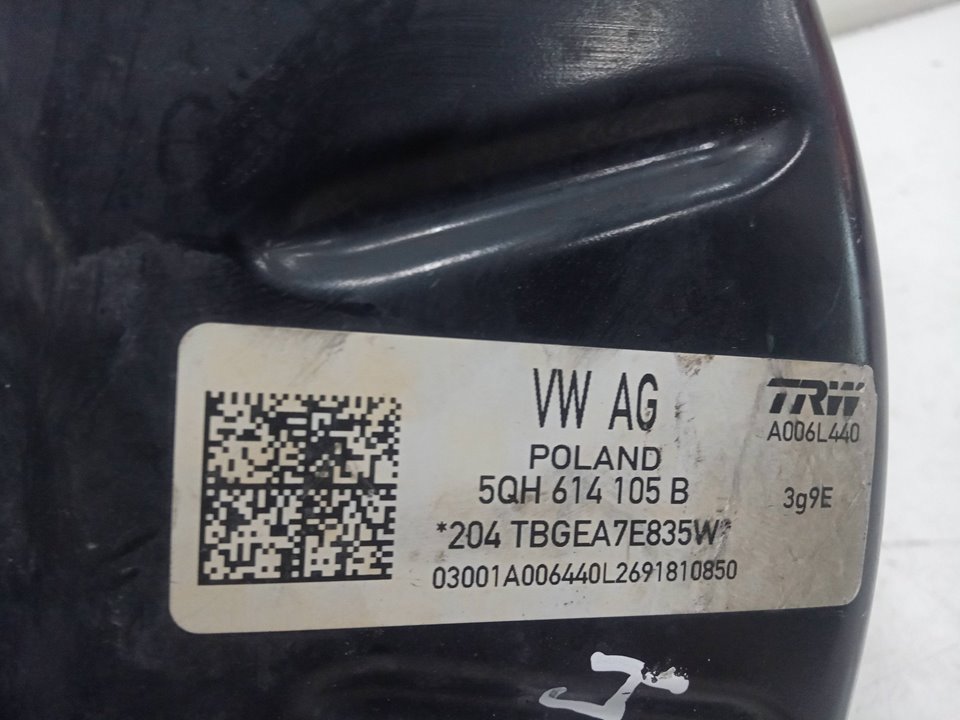 VW AG
TRW
A006L440
POLAND
5QH 614 105 B
3g9E
*204 TBGEA7E835W*
03001A006440L2691810850